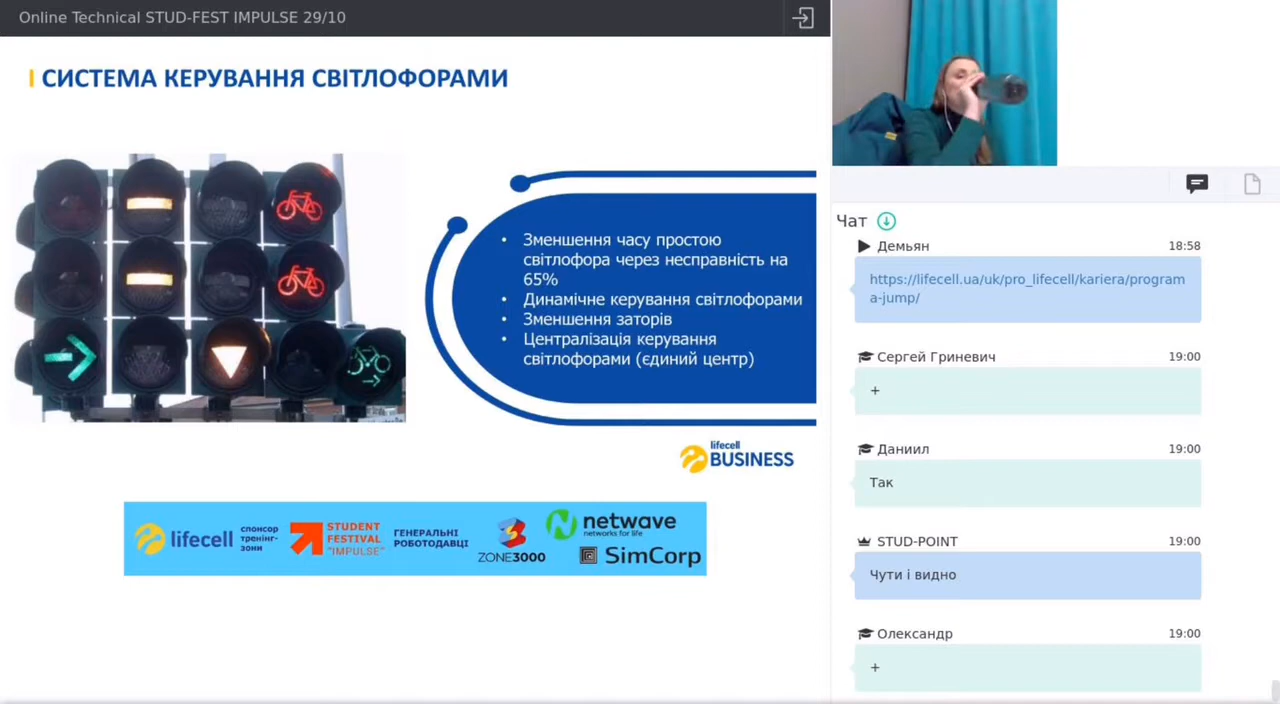 Online Technical STUD-FEST IMPULSE 29/10
СИСТЕМА КЕРУВАННЯ СВІТЛОФОРАМИ
• Зменшення часу простою
світлофора через несправність на
65%
• Динамічне керування світлофорами
• Зменшення заторів
• Централізація керування
світлофорами (єдиний центр)
lifecell
BUSINESS
lifecell
спонсор
тренінг-
зони
STUDENT
FESTIVAL
"IMPULSE"
ГЕНЕРАЛЬНІ
РОБОТОДАВЦІ
ZONE3000
netwave
networks for life
SimCorp
Чат
Демьян 18:58
https://lifecell.ua/uk/pro_lifecell/kariera/program
a-jump/
Сергей Гриневич 19:00
+
Даниил 19:00
Так
STUD-POINT 19:00
Чути і видно
Олександр 19:00
+